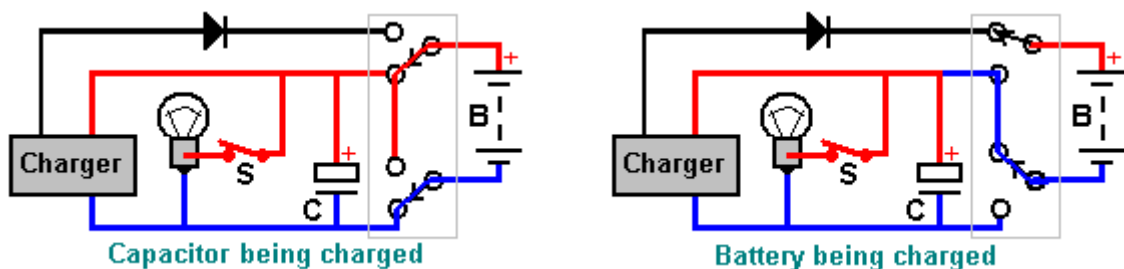 + +
B B
Charger + Charger +
S S
C C
Capacitor being charged Battery being charged